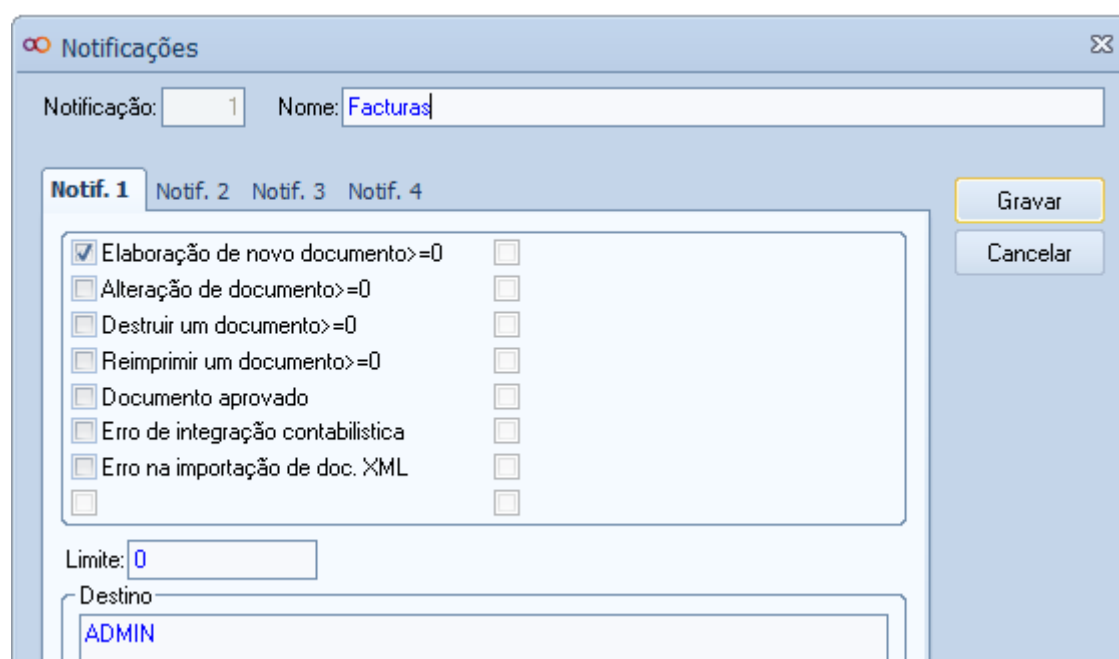 Notificações
Notificação: 1 Nome: Facturas
Notif. 1 Notif. 2 Notif. 3 Notif. 4
Gravar
Cancelar
Elaboração de novo documento>=0
Alteração de documento>=0
Destruir um documento>=0
Reimprimir um documento>=0
Documento aprovado
Erro de integração contabilistica
Erro na importação de doc. XML
Limite: 0
Destino
ADMIN